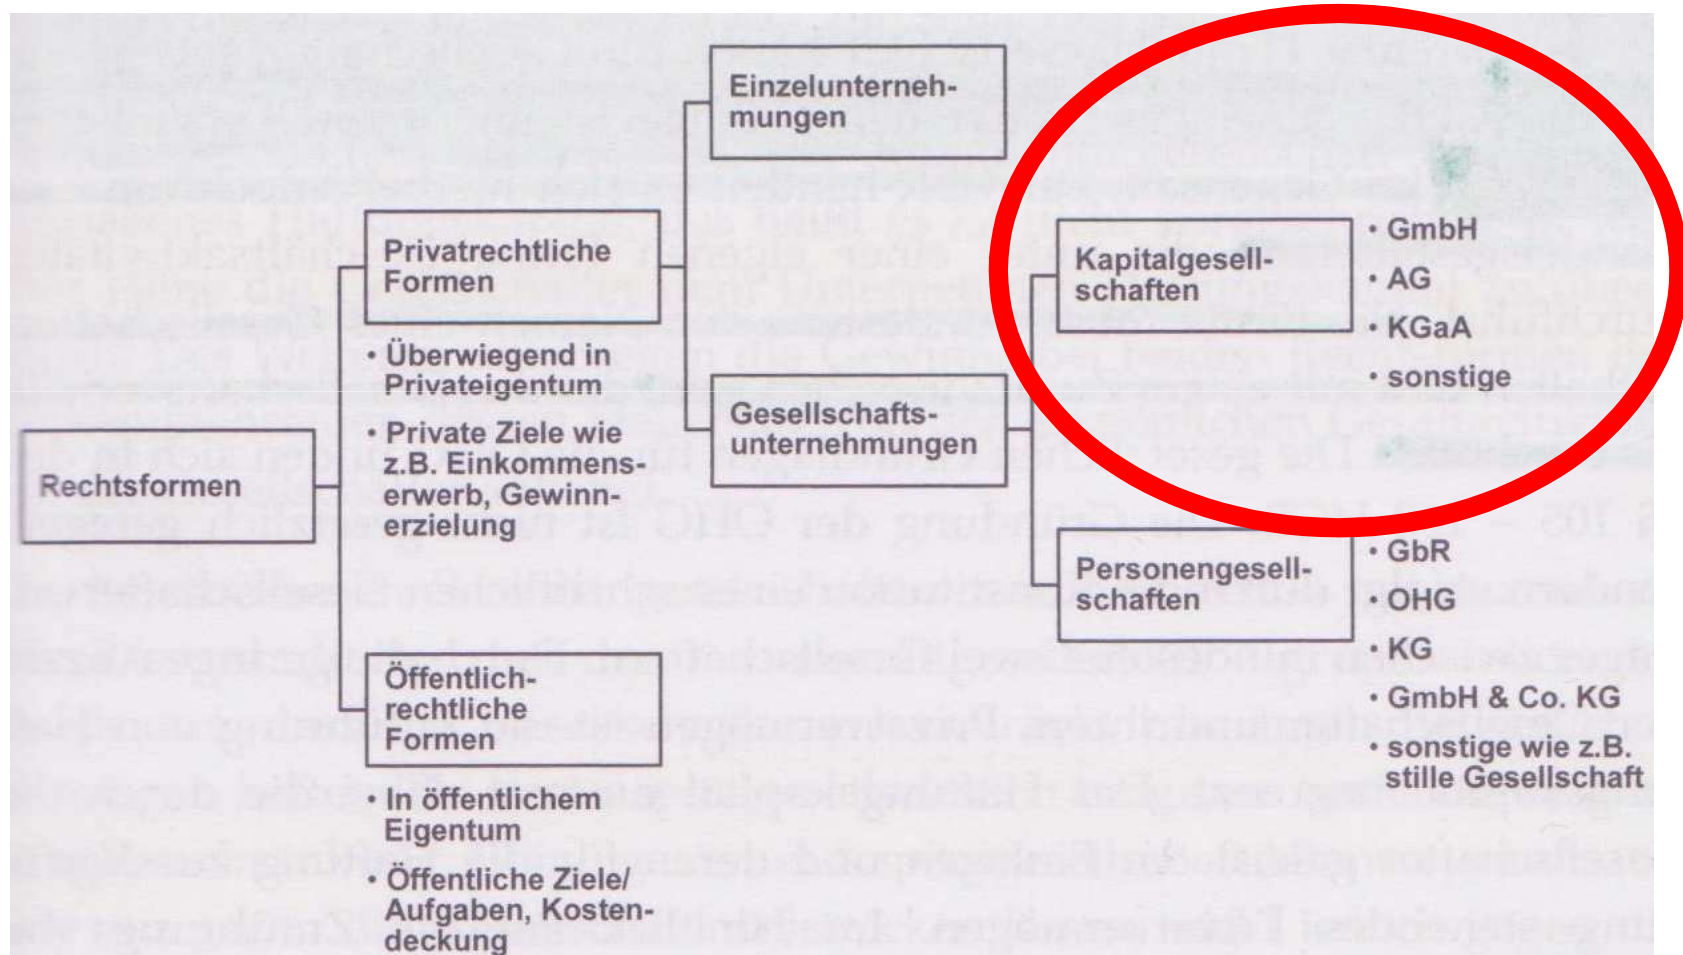 Einzelunterneh-
mungen
Privatrechtliche
Formen
• Überwiegend in
Privateigentum
• Private Ziele wie
z.B. Einkommens-
erwerb, Gewinn-
erzielung
Kapitalgesell-
schaften
• GmbH
• AG
• KGaA
• sonstige
Gesellschafts-
unternehmungen
Rechtsformen
Personengesell-
schaften
• GbR
• OHG
• KG
• GmbH & Co. KG
• sonstige wie z.B.
stille Gesellschaft
Öffentlich-
rechtliche
Formen
• In öffentlichem
Eigentum
• Öffentliche Ziele/
Aufgaben, Kosten-
deckung